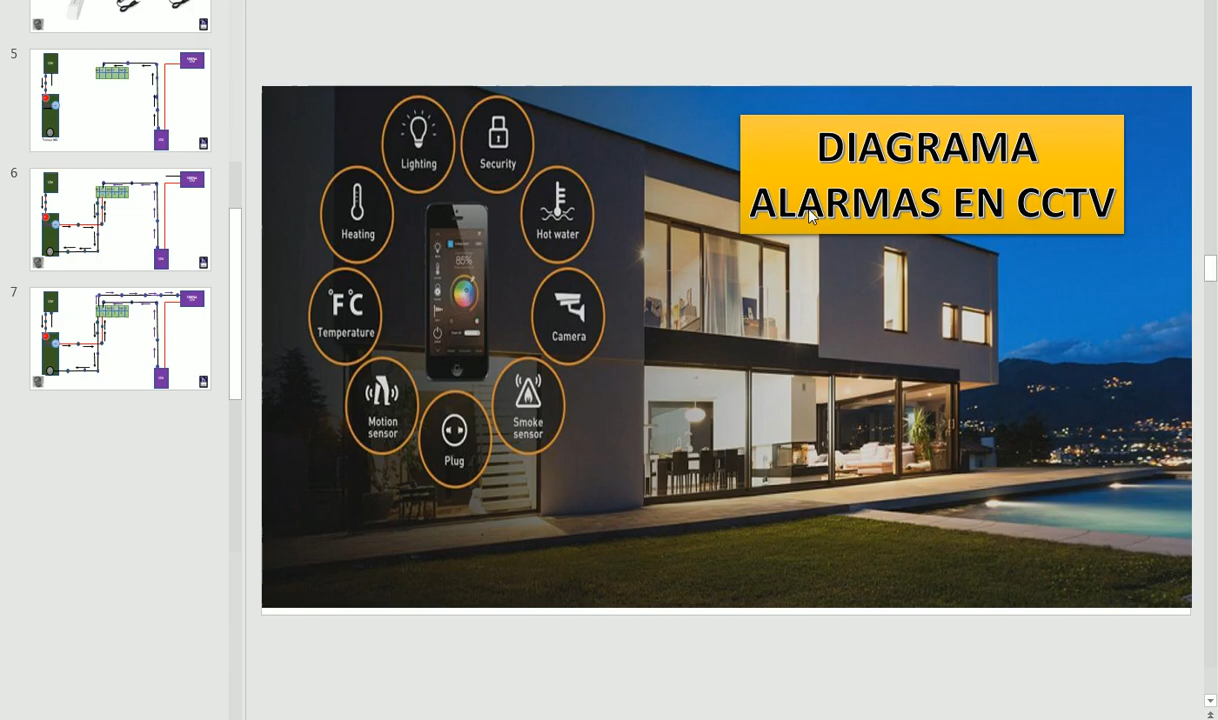 5
6
7
DIAGRAMA
ALARMAS EN CCTV
Lighting
Security
Heating
Hot water
85%
°F°C
Temperature
Camera
Motion
sensor
Smoke
sensor
Plug